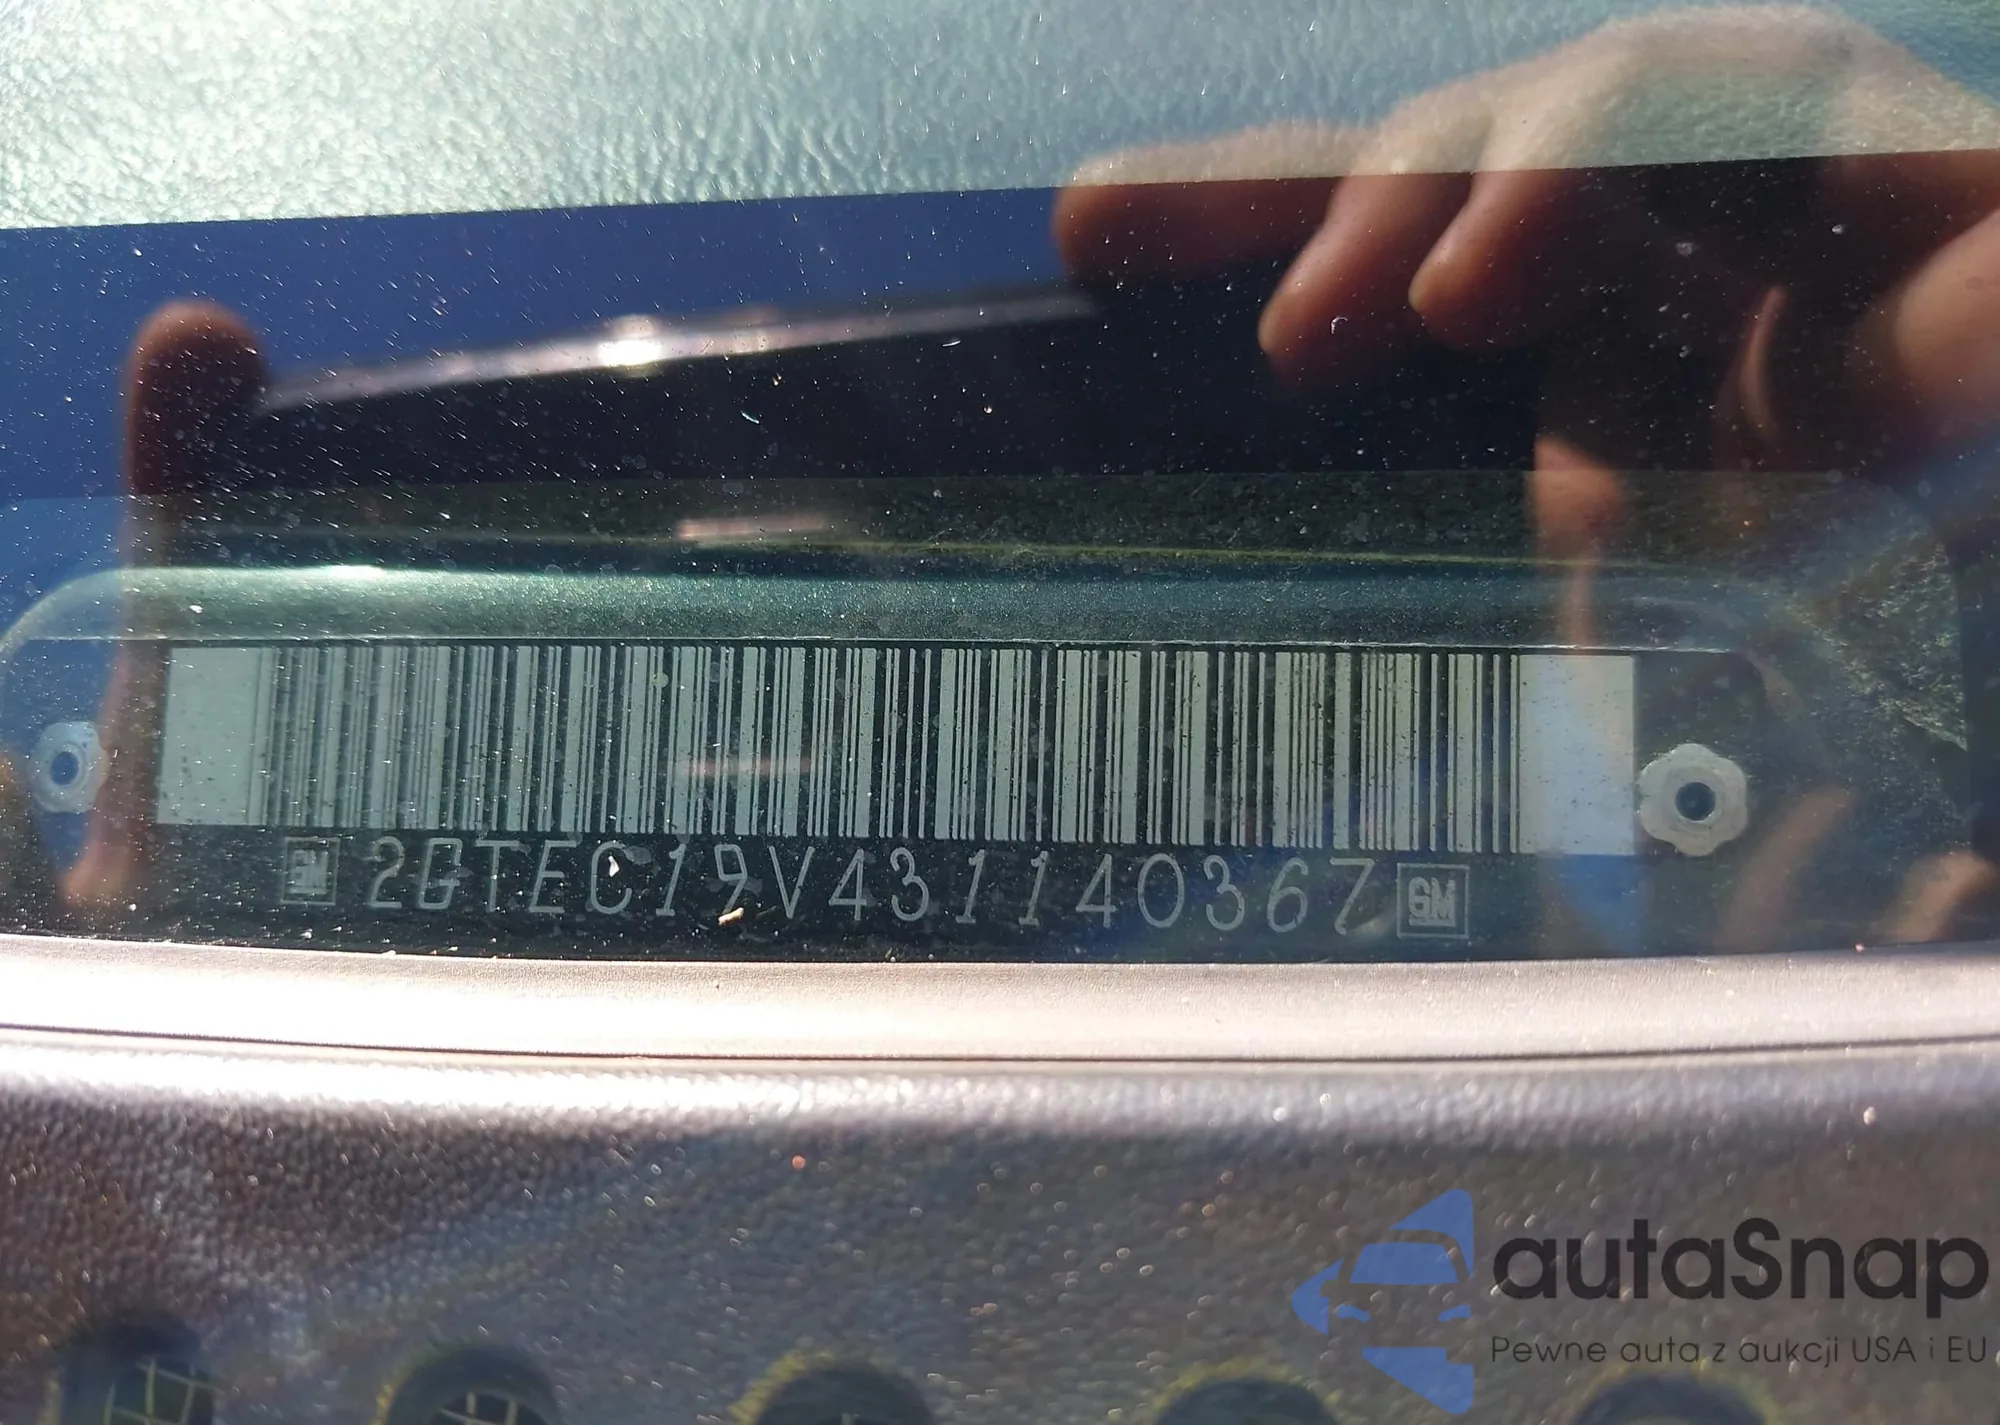 GM 2GTEC19V431140367 GM
autaSnap
Pewne auta z aukcji USA i EU